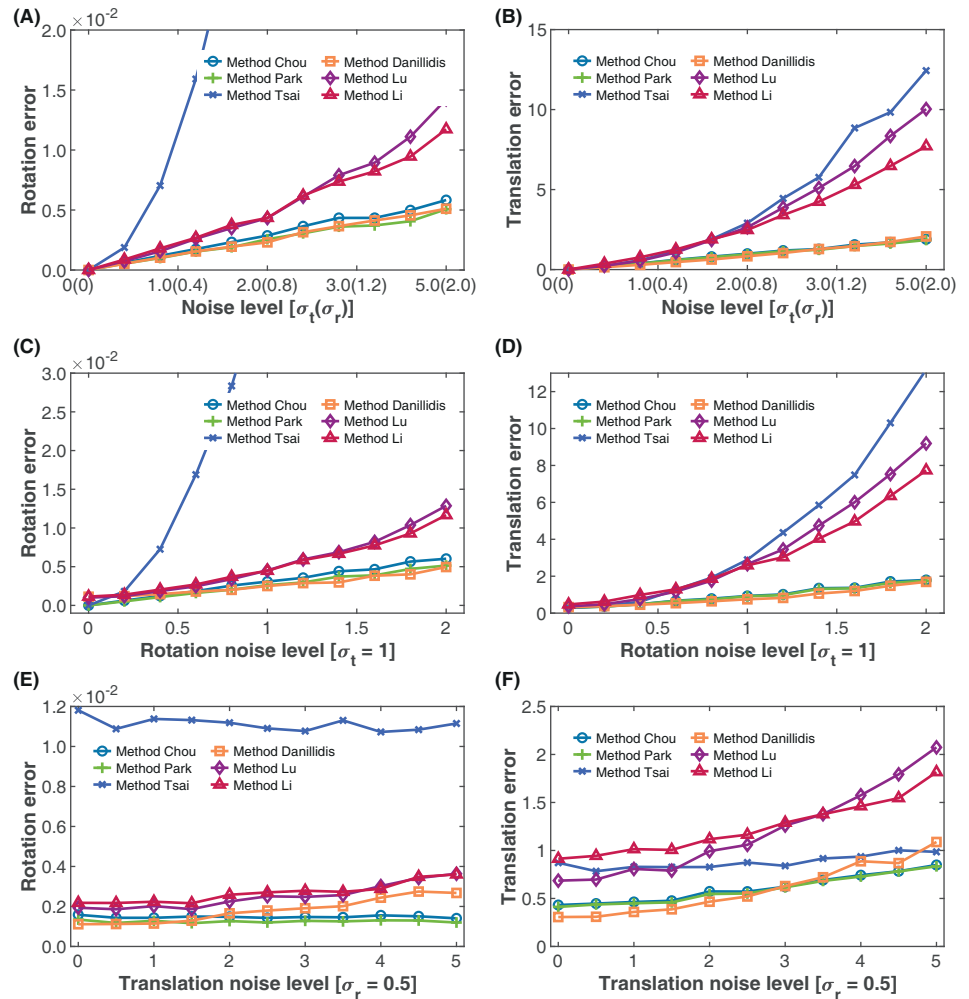 (A)
×10⁻²
2.0
1.5
1.0
0.5
0.0
Rotation error
Method Chou
Method Park
Method Tsai
Method Danillidis
Method Lu
Method Li
0(0) 1.0(0.4) 2.0(0.8) 3.0(1.2) 5.0(2.0)
Noise level [σt(σr)]
(B)
15
10
5
0
Translation error
Method Chou
Method Park
Method Tsai
Method Danillidis
Method Lu
Method Li
0(0) 1.0(0.4) 2.0(0.8) 3.0(1.2) 5.0(2.0)
Noise level [σt(σr)]
(C)
×10⁻²
3.0
2.0
1.0
0.0
Rotation error
Method Chou
Method Park
Method Tsai
Method Danillidis
Method Lu
Method Li
0 0.5 1 1.5 2
Rotation noise level [σt = 1]
(D)
12
10
8
6
4
2
0
Translation error
Method Chou
Method Park
Method Tsai
Method Danillidis
Method Lu
Method Li
0 0.5 1 1.5 2
Rotation noise level [σt = 1]
(E)
×10⁻²
1.2
1.0
0.8
0.6
0.4
0.2
0.0
Rotation error
Method Chou
Method Park
Method Tsai
Method Danillidis
Method Lu
Method Li
0 1 2 3 4 5
Translation noise level [σr = 0.5]
(F)
2.5
2
1.5
1
0.5
0
Translation error
Method Chou
Method Park
Method Tsai
Method Danillidis
Method Lu
Method Li
0 1 2 3 4 5
Translation noise level [σr = 0.5]